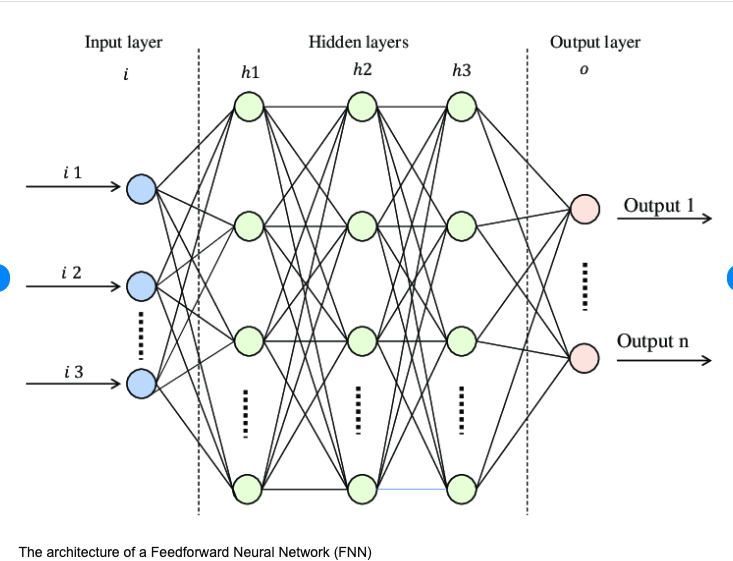 Input layer
Hidden layers
Output layer
i
h1
h2
h3
o
i 1
Output 1
i 2
Output n
i 3
The architecture of a Feedforward Neural Network (FNN)